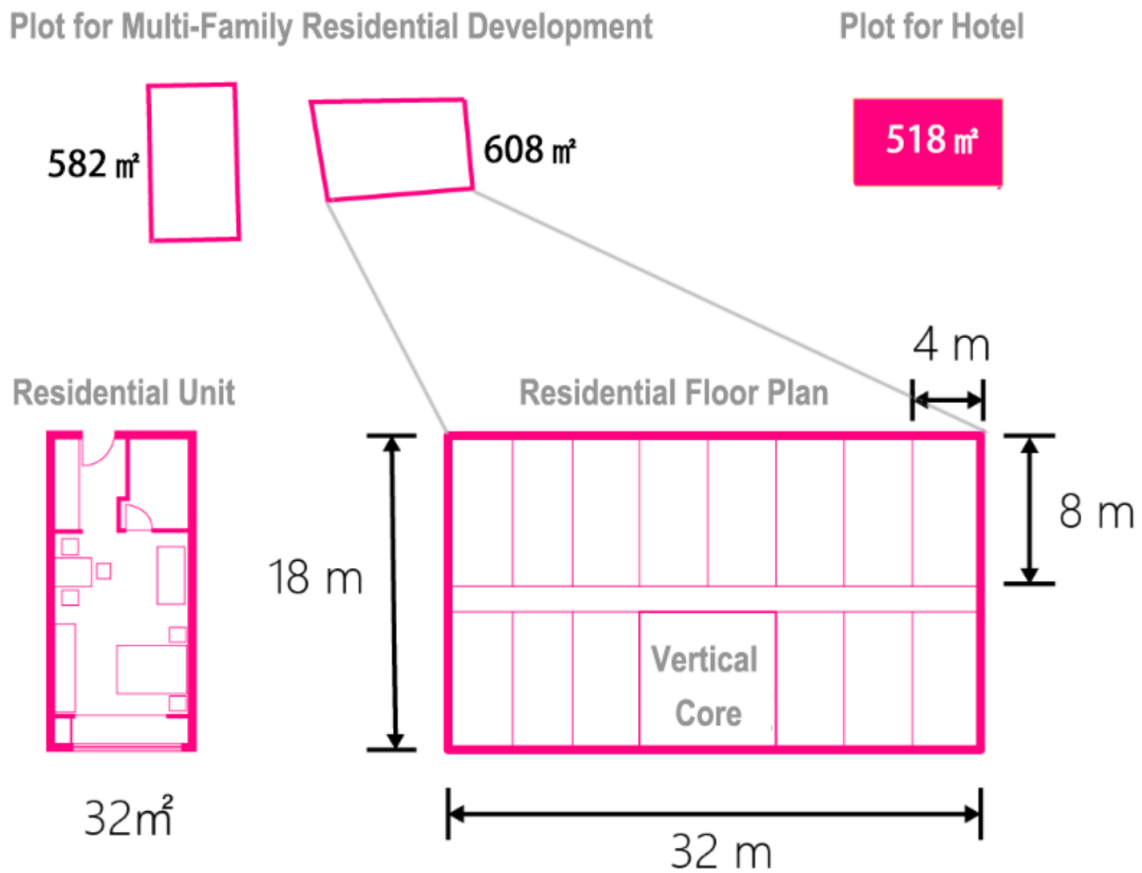 Plot for Multi-Family Residential Development
Plot for Hotel
582 ㎡
608 ㎡
518 ㎡
4 m
Residential Unit
Residential Floor Plan
8 m
18 m
Vertical
Core
32㎡
32 m